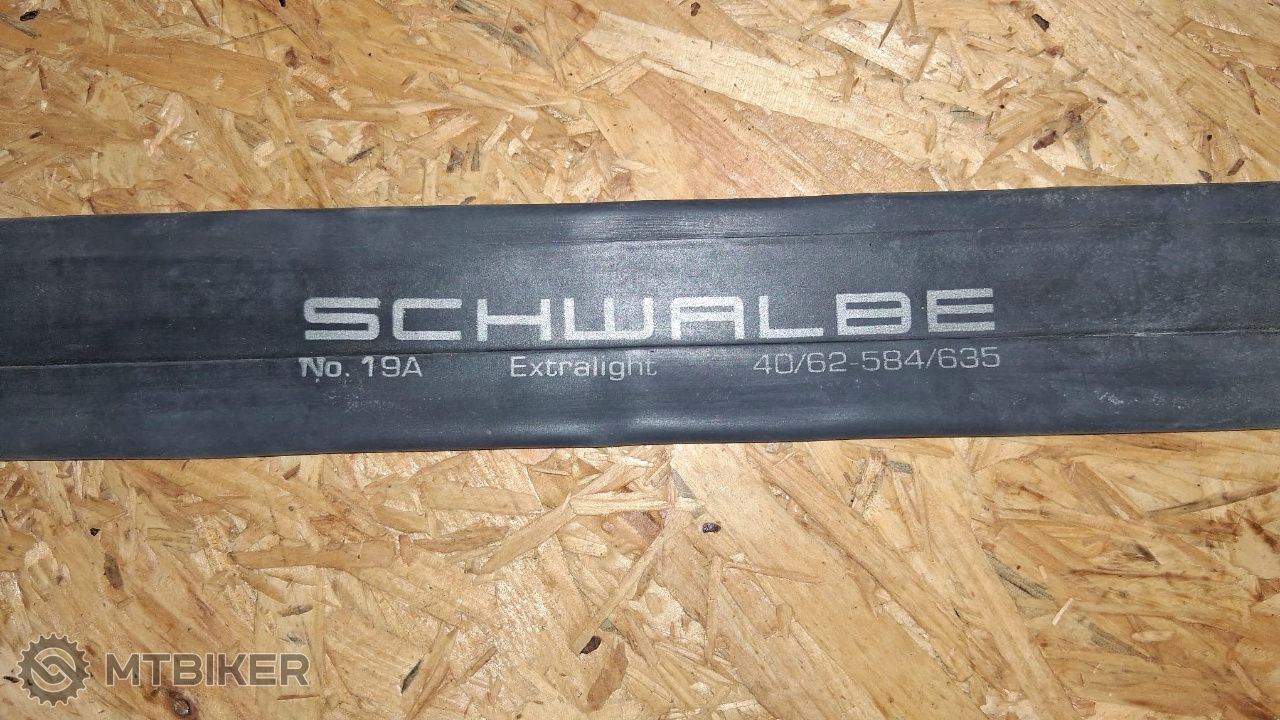 SCHWALBE
No. 19A Extralight 40/62-584/635
MTBIKER